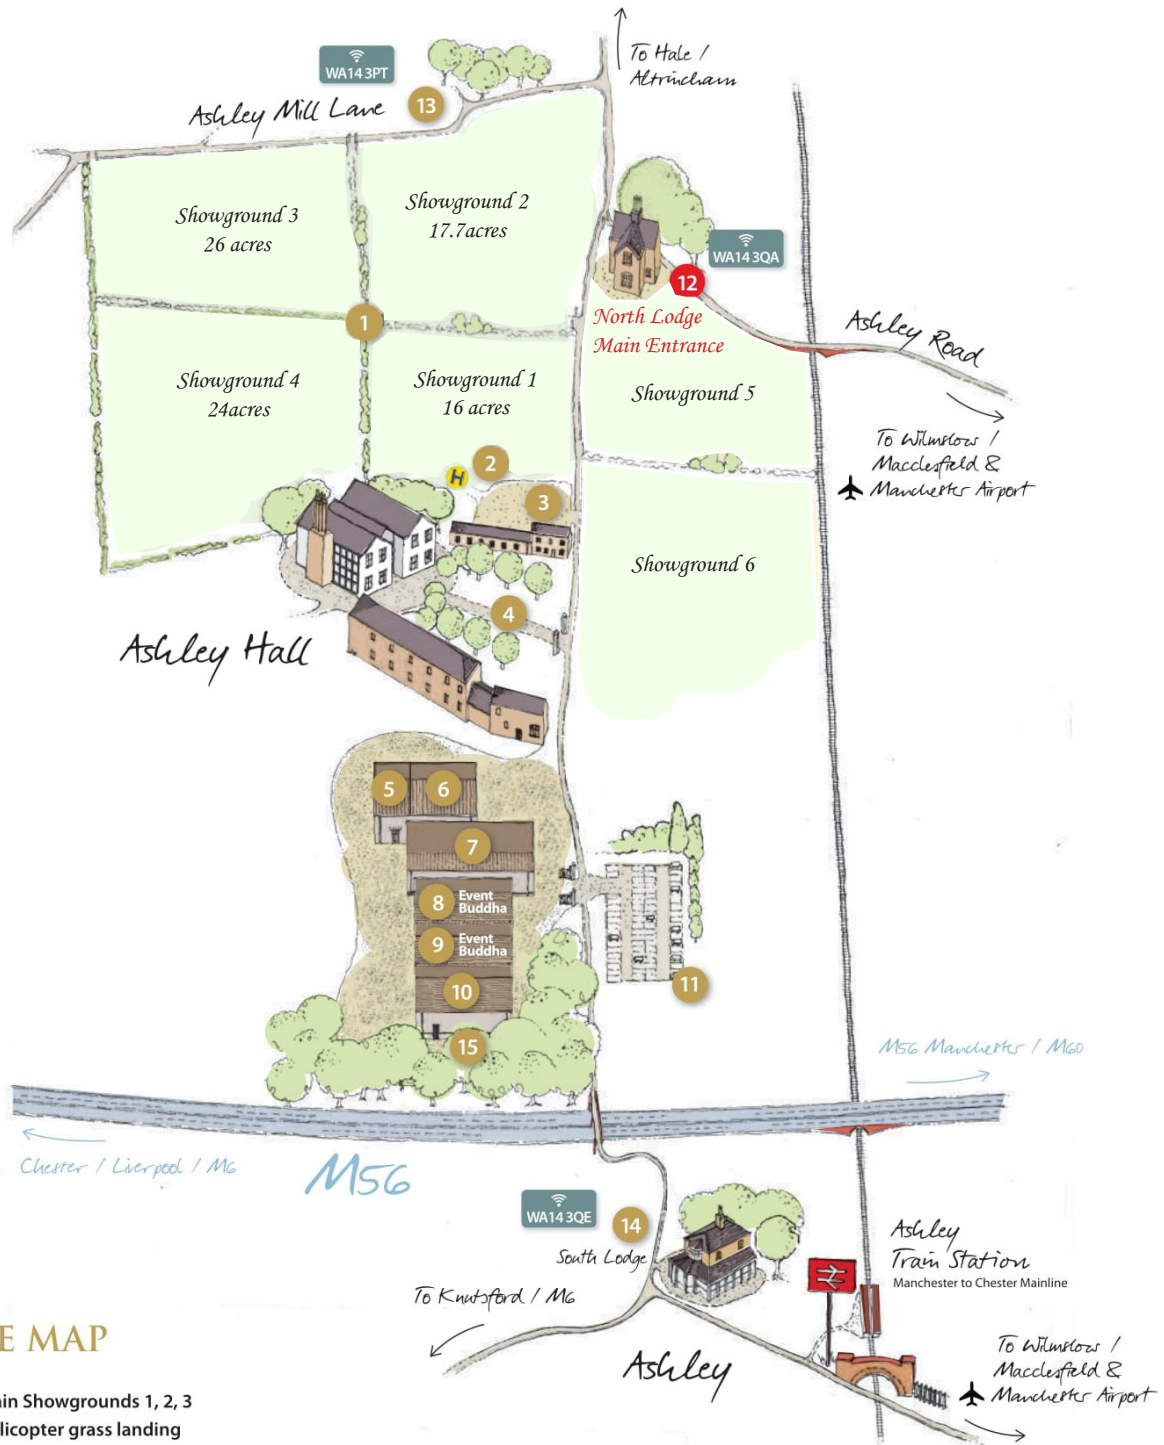 To Hale /
Altrincham
WA14 3PT
Ashley Mill Lane
13
Showground 3
26 acres
Showground 2
17.7acres
WA14 3QA
12
North Lodge
Main Entrance
Ashley Road
1
Showground 4
24acres
Showground 1
16 acres
Showground 5
To Wilmslow /
Macclesfield &
Manchester Airport
H
2
3
Showground 6
4
Ashley Hall
5
6
7
8
Event
Buddha
9
Event
Buddha
10
11
15
M56 Manchester / M60
Chester / Liverpool / M6
M56
WA14 3QE
14
South Lodge
Ashley
Train Station
Manchester to Chester Mainline
To Knutsford / M6
Ashley
To Wilmslow /
Macclesfield &
Manchester Airport
E MAP
in Showgrounds 1, 2, 3
licopter grass landing